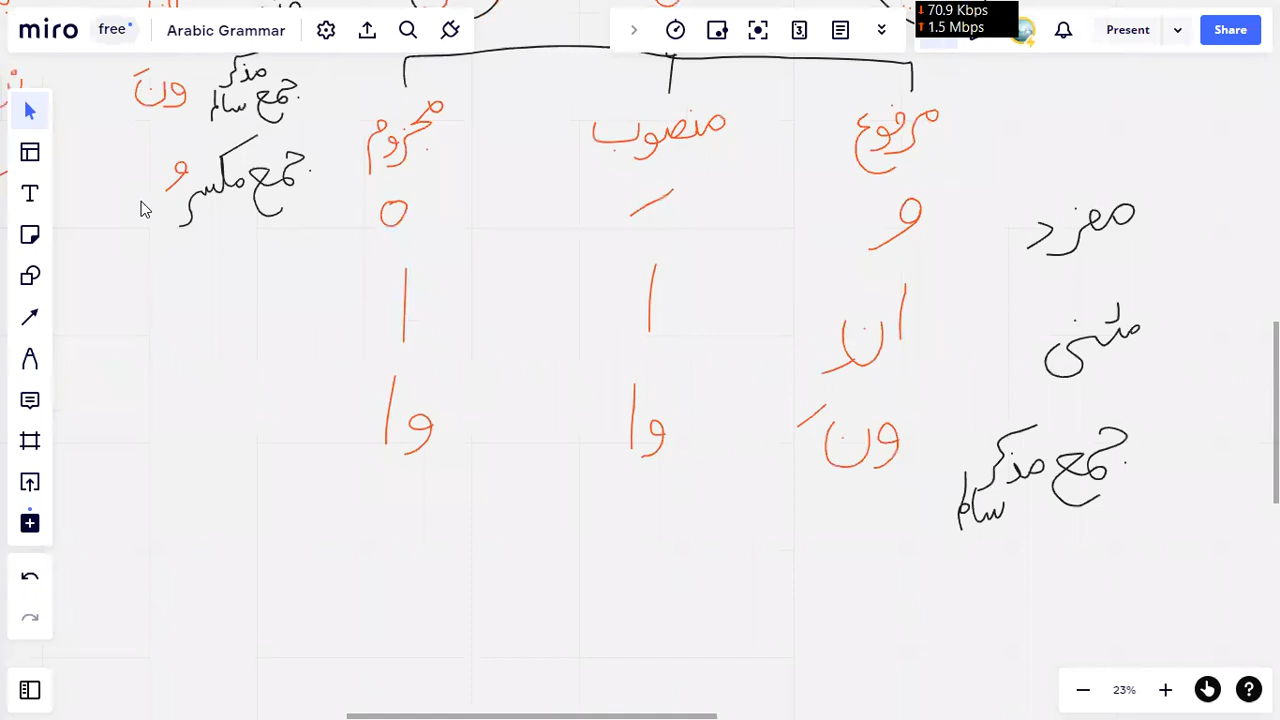 miro free Arabic Grammar
↓ 70.9 Kbps
↑ 1.5 Mbps
Present Share
مرفوع منصوب مجزوم
مفرد ُ َ ْ
مثنى انِ ا ا
جمع مذكر سالم ونَ وا وا
جمع مذكر سالم ونَ
جمع مكسر ُ
23%